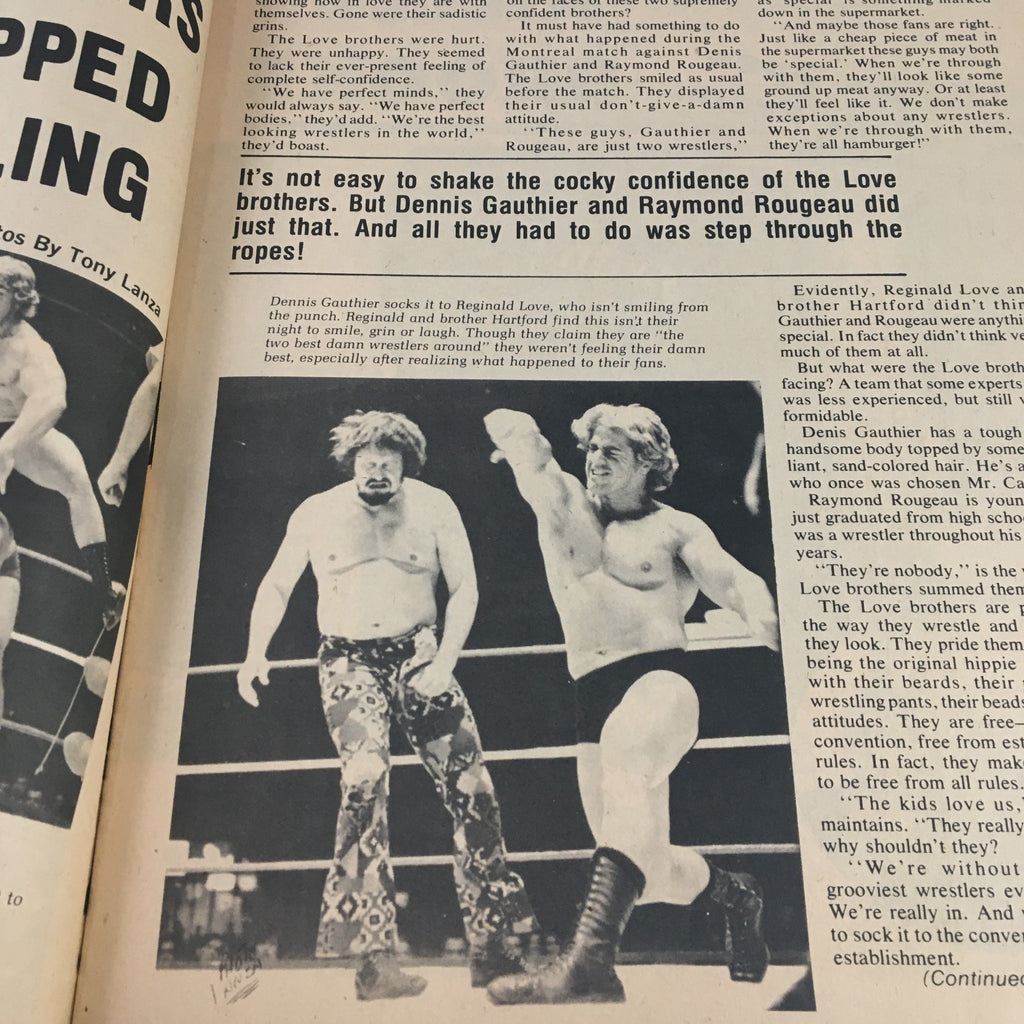 PPED
ING
tos By Tony Lanza
to
showing how in love they are with
themselves. Gone were their sadistic
grins.
The Love brothers were hurt.
They were unhappy. They seemed
to lack their ever-present feeling of
complete self-confidence.
"We have perfect minds," they
would always say. "We have perfect
bodies," they'd add. "We're the best
looking wrestlers in the world,"
they'd boast.
on the faces of these two supremely
confident brothers?
It must have had something to do
with what happened during the
Montreal match against Denis
Gauthier and Raymond Rougeau.
The Love brothers smiled as usual
before the match. They displayed
their usual don't-give-a-damn
attitude.
"These guys, Gauthier and
Rougeau, are just two wrestlers,"
as 'special' is something marked
down in the supermarket.
"And maybe those fans are right.
Just like a cheap piece of meat in
the supermarket these guys may both
be 'special.' When we're through
with them, they'll look like some
ground up meat anyway. Or at least
they'll feel like it. We don't make
exceptions about any wrestlers.
When we're through with them,
they're all hamburger!"
It's not easy to shake the cocky confidence of the Love
brothers. But Dennis Gauthier and Raymond Rougeau did
just that. And all they had to do was step through the
ropes!
Dennis Gauthier socks it to Reginald Love, who isn't smiling from
the punch. Reginald and brother Hartford find this isn't their
night to smile, grin or laugh. Though they claim they are "the
two best damn wrestlers around" they weren't feeling their damn
best, especially after realizing what happened to their fans.
Evidently, Reginald Love an
brother Hartford didn't thin
Gauthier and Rougeau were anythi
special. In fact they didn't think ve
much of them at all.
But what were the Love broth
facing? A team that some experts
was less experienced, but still v
formidable.
Denis Gauthier has a tough
handsome body topped by some
liant, sand-colored hair. He's a
who once was chosen Mr. Ca
Raymond Rougeau is youn
just graduated from high scho
was a wrestler throughout his
years.
"They're nobody," is the
Love brothers summed them
The Love brothers are p
the way they wrestle and
they look. They pride them
being the original hippie
with their beards, their
wrestling pants, their beads
attitudes. They are free—
convention, free from est
rules. In fact, they mak
to be free from all rules.
"The kids love us,"
maintains. "They really
why shouldn't they?
"We're without
grooviest wrestlers ev
We're really in. And
to sock it to the conve
establishment.
(Continued